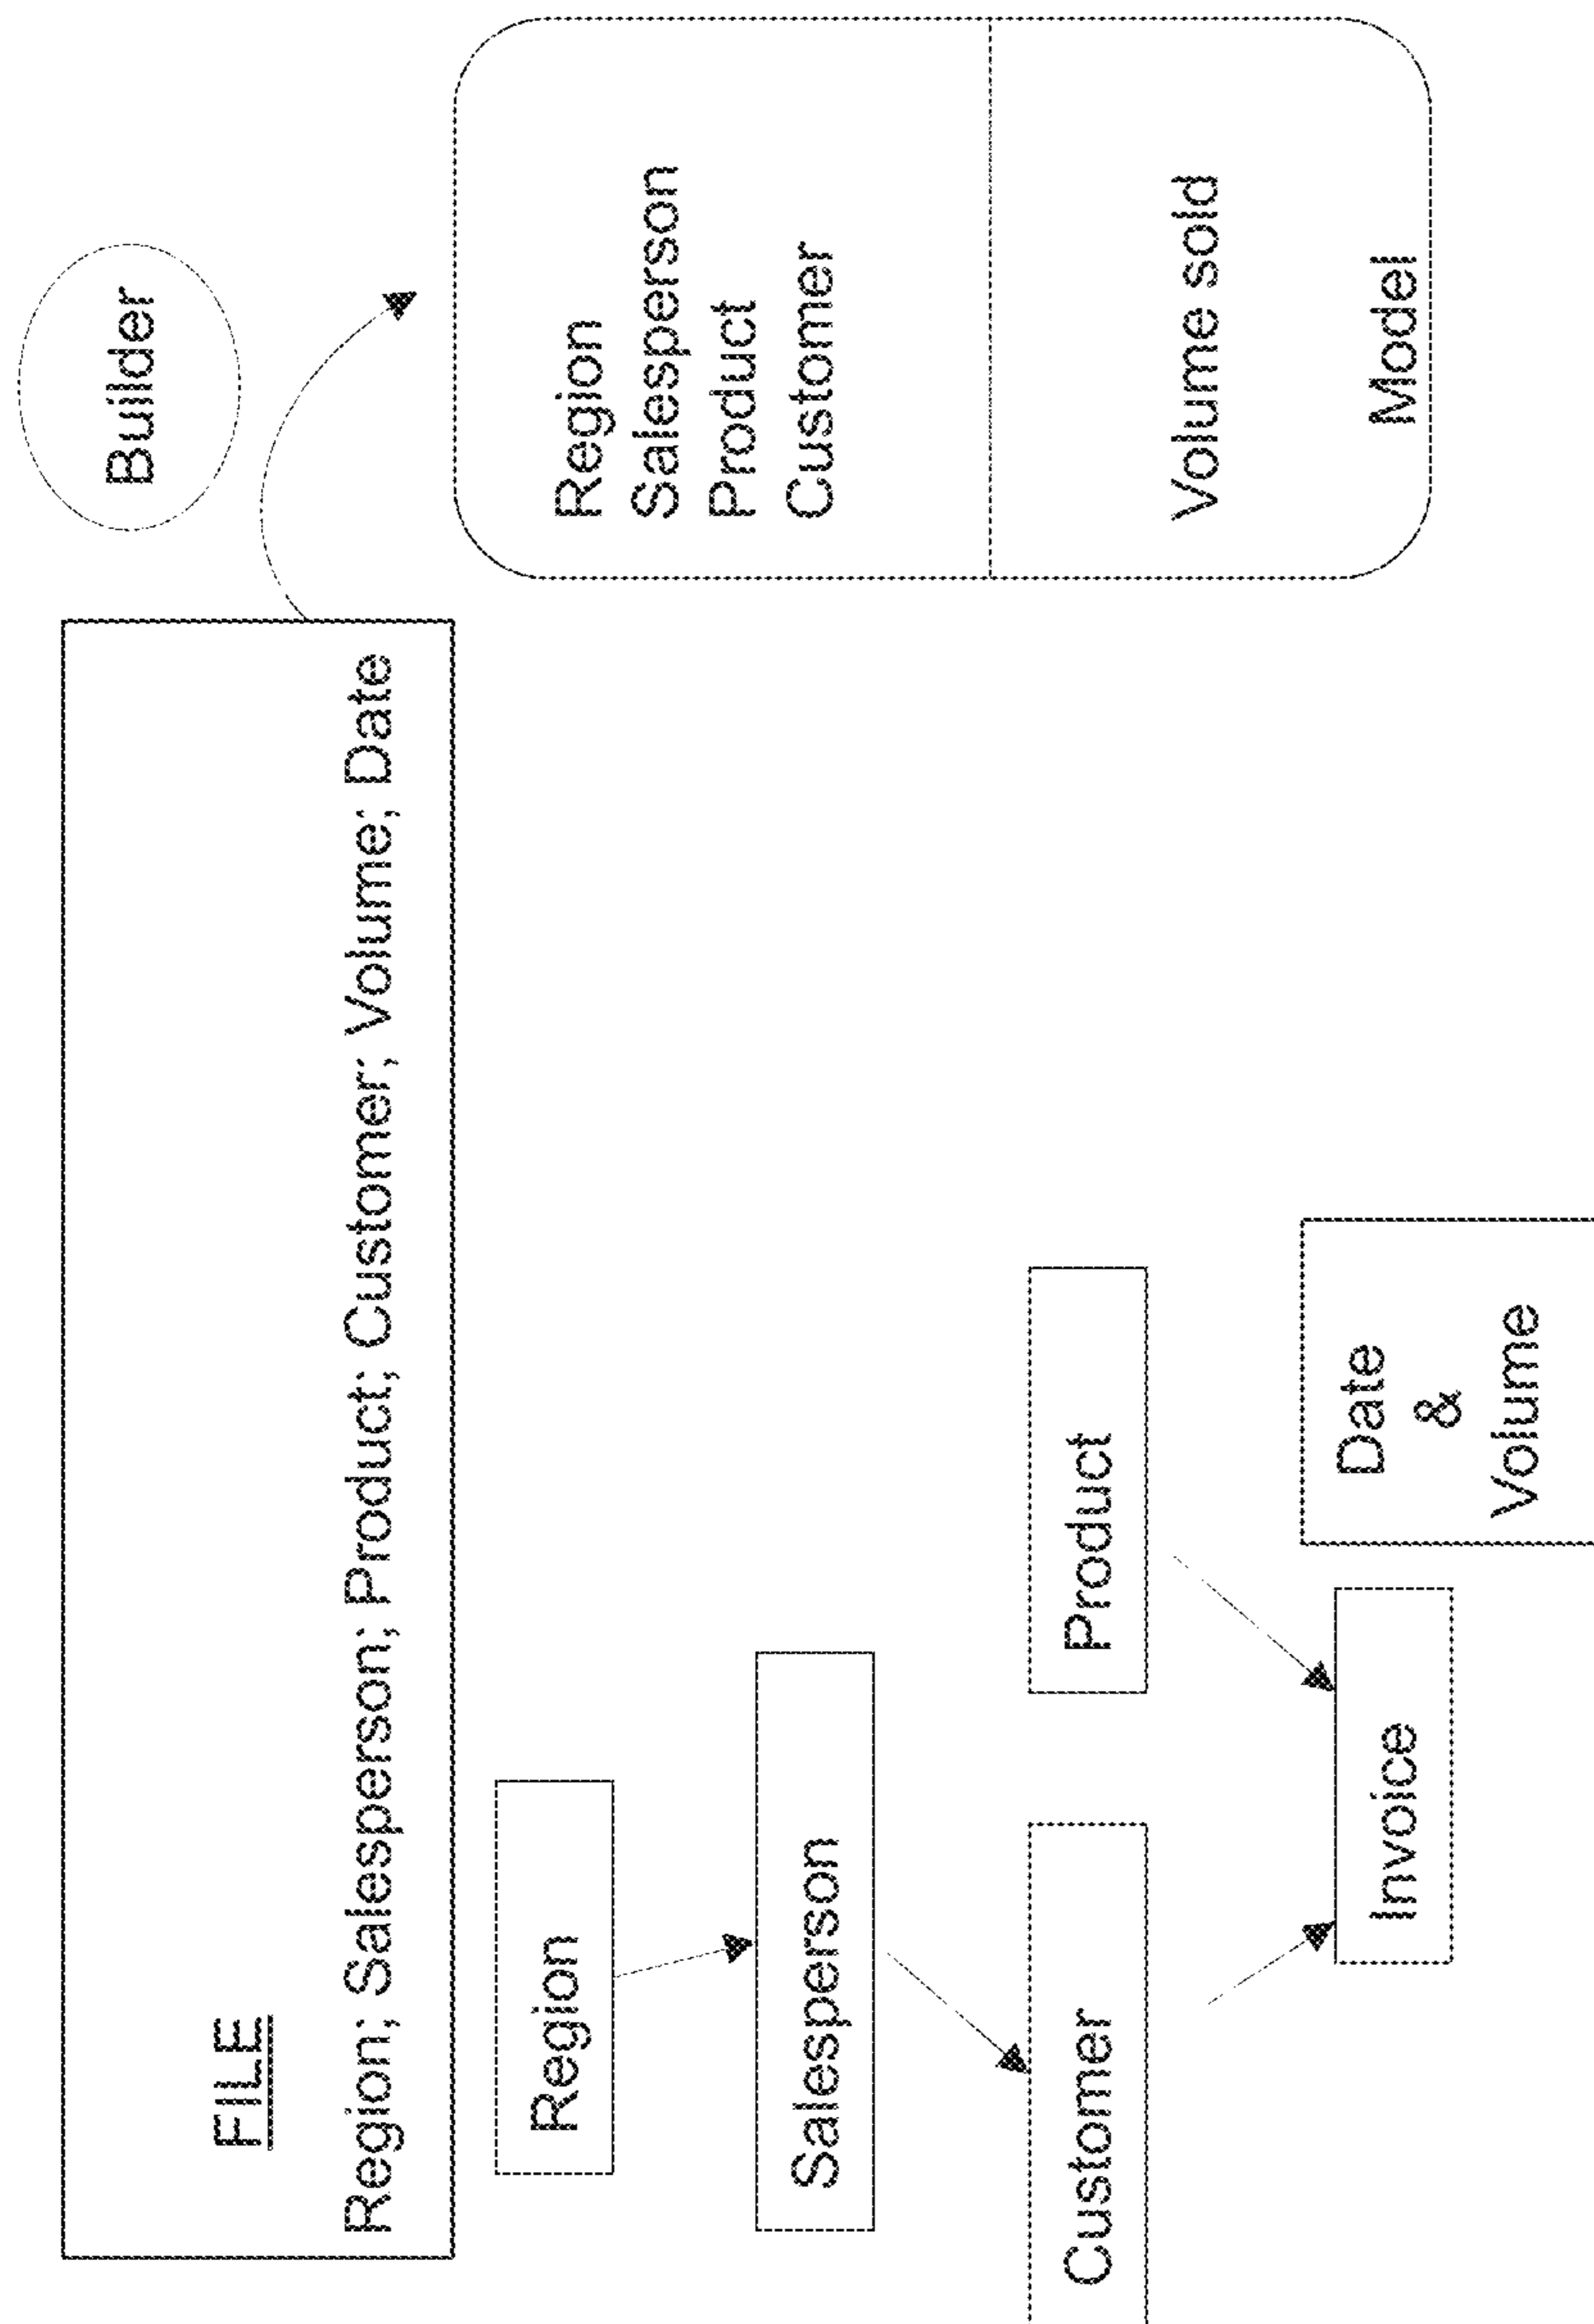 FILE
Region; Salesperson; Product; Customer; Volume; Date
Builder
Region
Salesperson
Product
Customer
Volume sold
Model
Region
Salesperson
Customer
Product
Invoice
Date
&
Volume